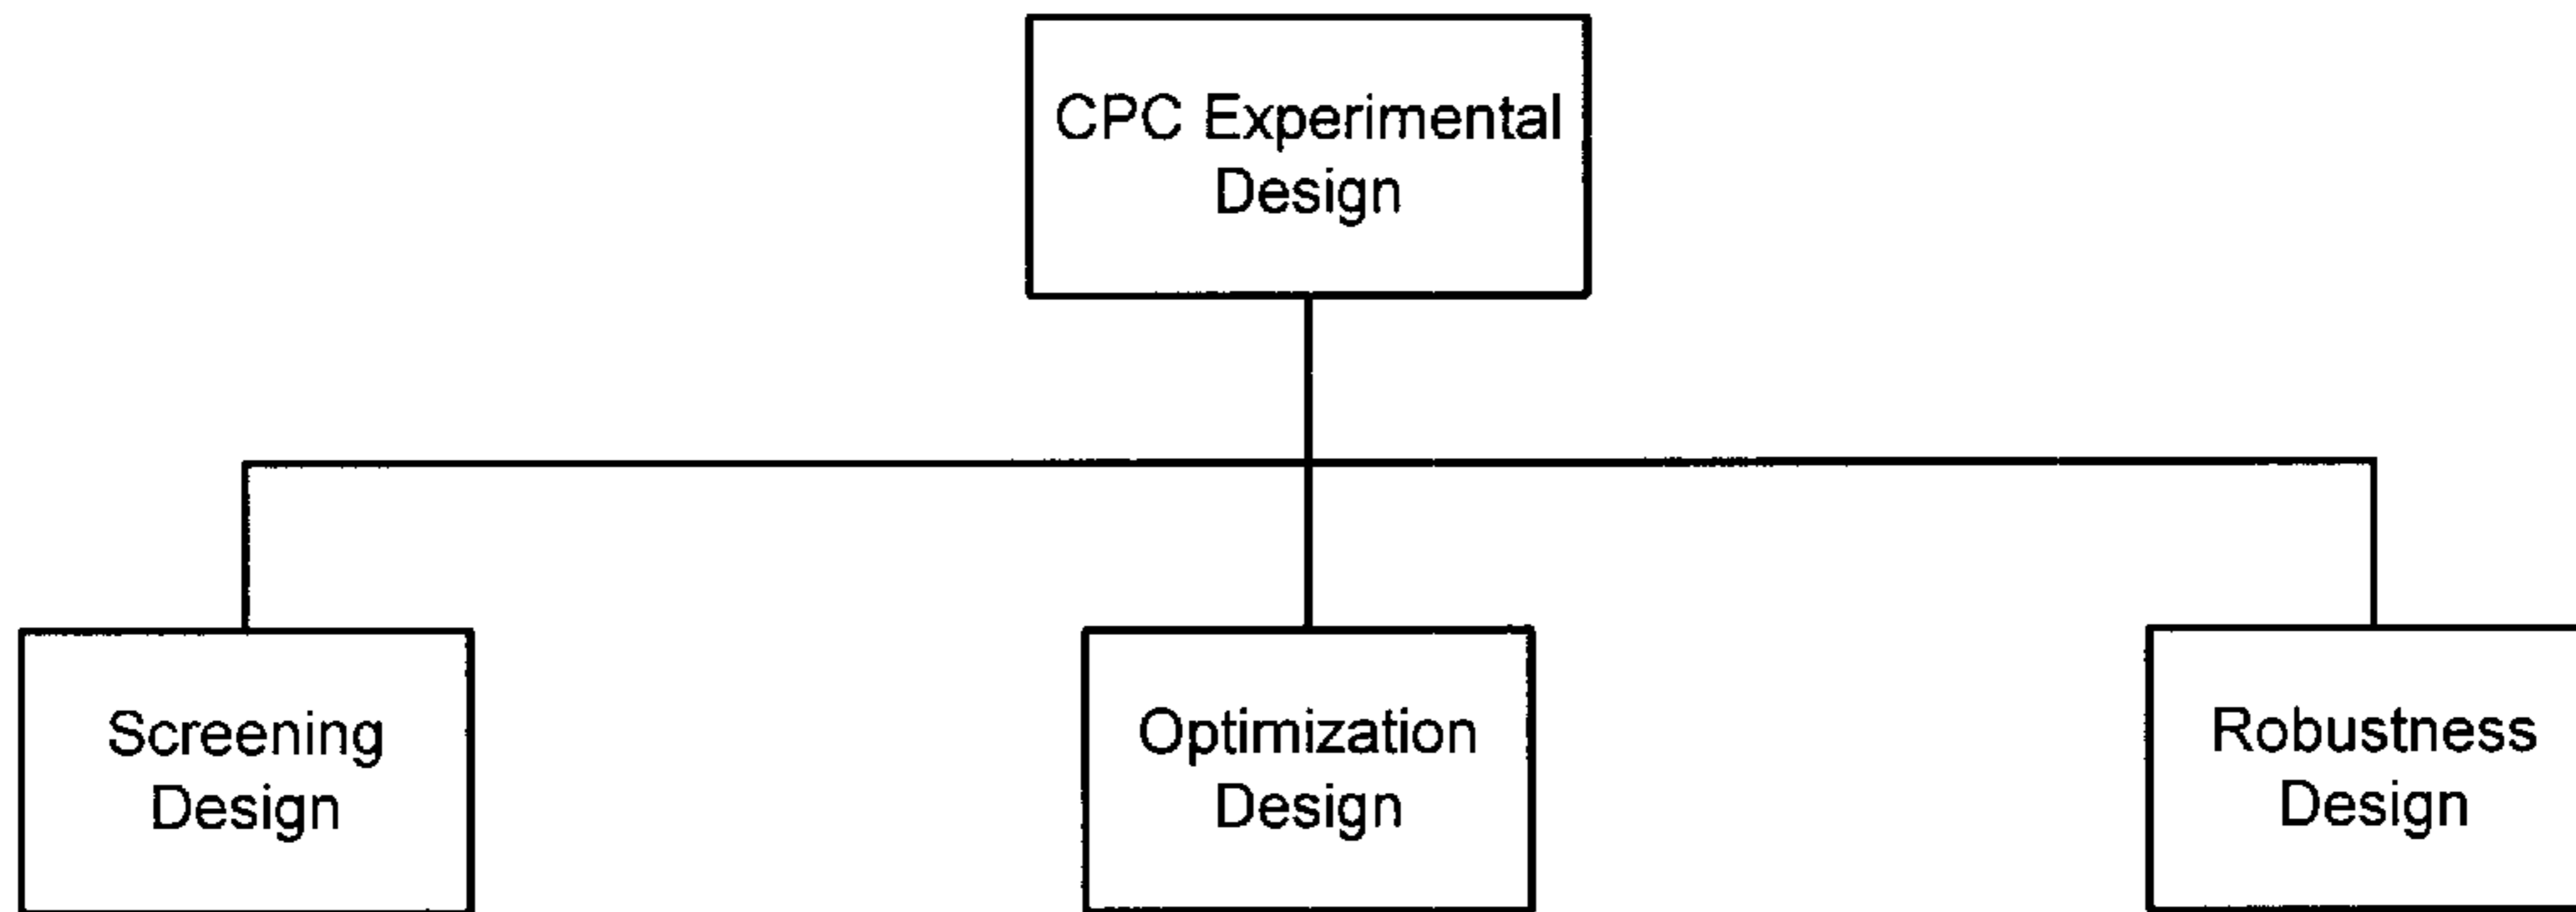 CPC Experimental
Design
Screening
Design
Optimization
Design
Robustness
Design